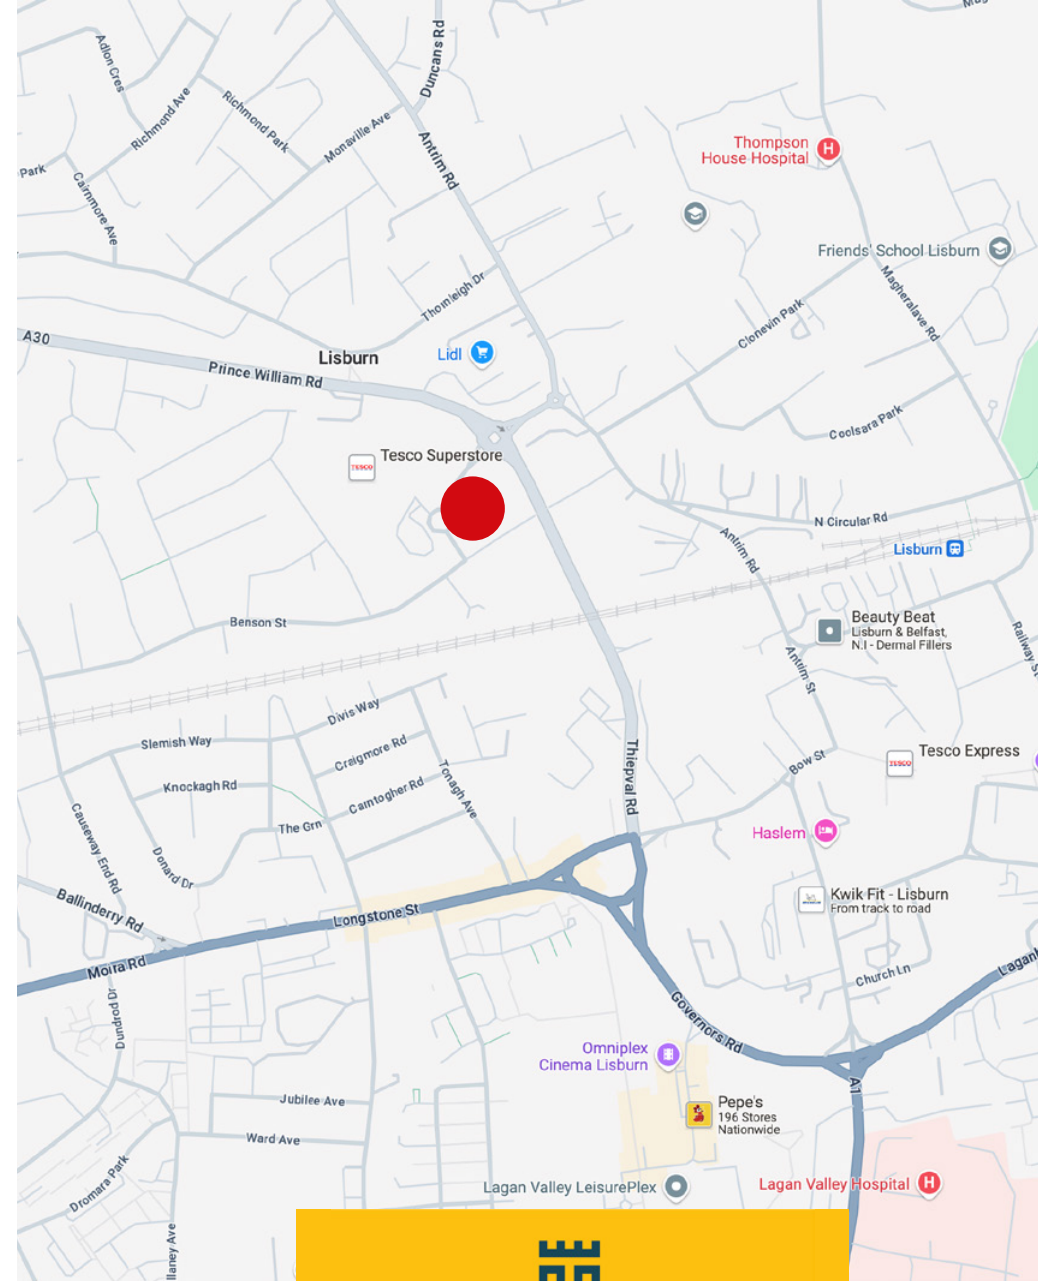 Mag
Duncans Rd
Adlon Cres
Richmond Ave
Richmond Park
Monaville Ave
Antrim Rd
Thompson
House Hospital
H
Park
Cairnmore Ave
Friends' School Lisburn
Magheralave Rd
Thornleigh Dr
Clonevin Park
A30
Lisburn
Lidl
Prince William Rd
Coolsara Park
Tesco Superstore
TESCO
N Circular Rd
Antrim Rd
Lisburn
Benson St
Beauty Beat
Lisburn & Belfast,
N.I - Dermal Fillers
Railway St
Antrim St
Divis Way
Slemish Way
Craigmore Rd
Thiepval Rd
Tesco Express
TESCO
Bow St
Knockagh Rd
Camtogher Rd
Tonagh Ave
Causeway End Rd
The Grn
Haslem
Donard Dr
Kwik Fit - Lisburn
From track to road
Ballinderry Rd
Longstone St
Moira Rd
Church Ln
Lagan
Dundrod Dr
Governors Rd
Omniplex
Cinema Lisburn
A1
Jubilee Ave
Pepe's
196 Stores
Nationwide
Ward Ave
Dromara Park
Lagan Valley LeisurePlex
Lagan Valley Hospital
H
llaney Ave